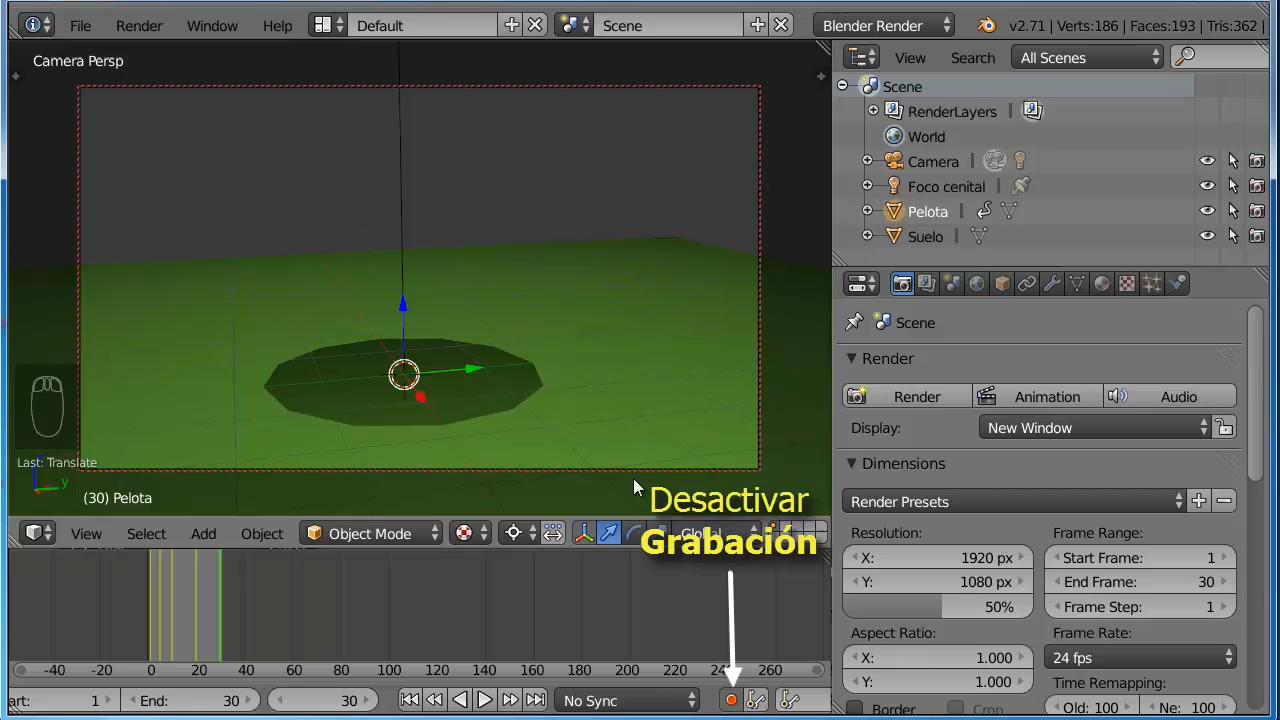 File Render Window Help Default Scene Blender Render v2.71 | Verts:186 | Faces:193 | Tris:362 |
Camera Persp
View Search All Scenes
Scene
RenderLayers
World
Camera
Foco cenital
Pelota
Suelo
Last: Translate
y
(30) Pelota
Desactivar
Grabación
View Select Add Object Object Mode
-40 -20 0 20 40 60 80 100 120 140 160 180 200 220 240 260
art: 1 End: 30 30 No Sync
Scene
Render
Render Animation Audio
Display: New Window
Dimensions
Render Presets
Resolution: Frame Range:
X: 1920 px Start Frame: 1
Y: 1080 px End Frame: 30
50% Frame Step: 1
Aspect Ratio: Frame Rate:
X: 1.000 24 fps
Y: 1.000 Time Remapping:
Border Crop Old: 100 Ne: 100